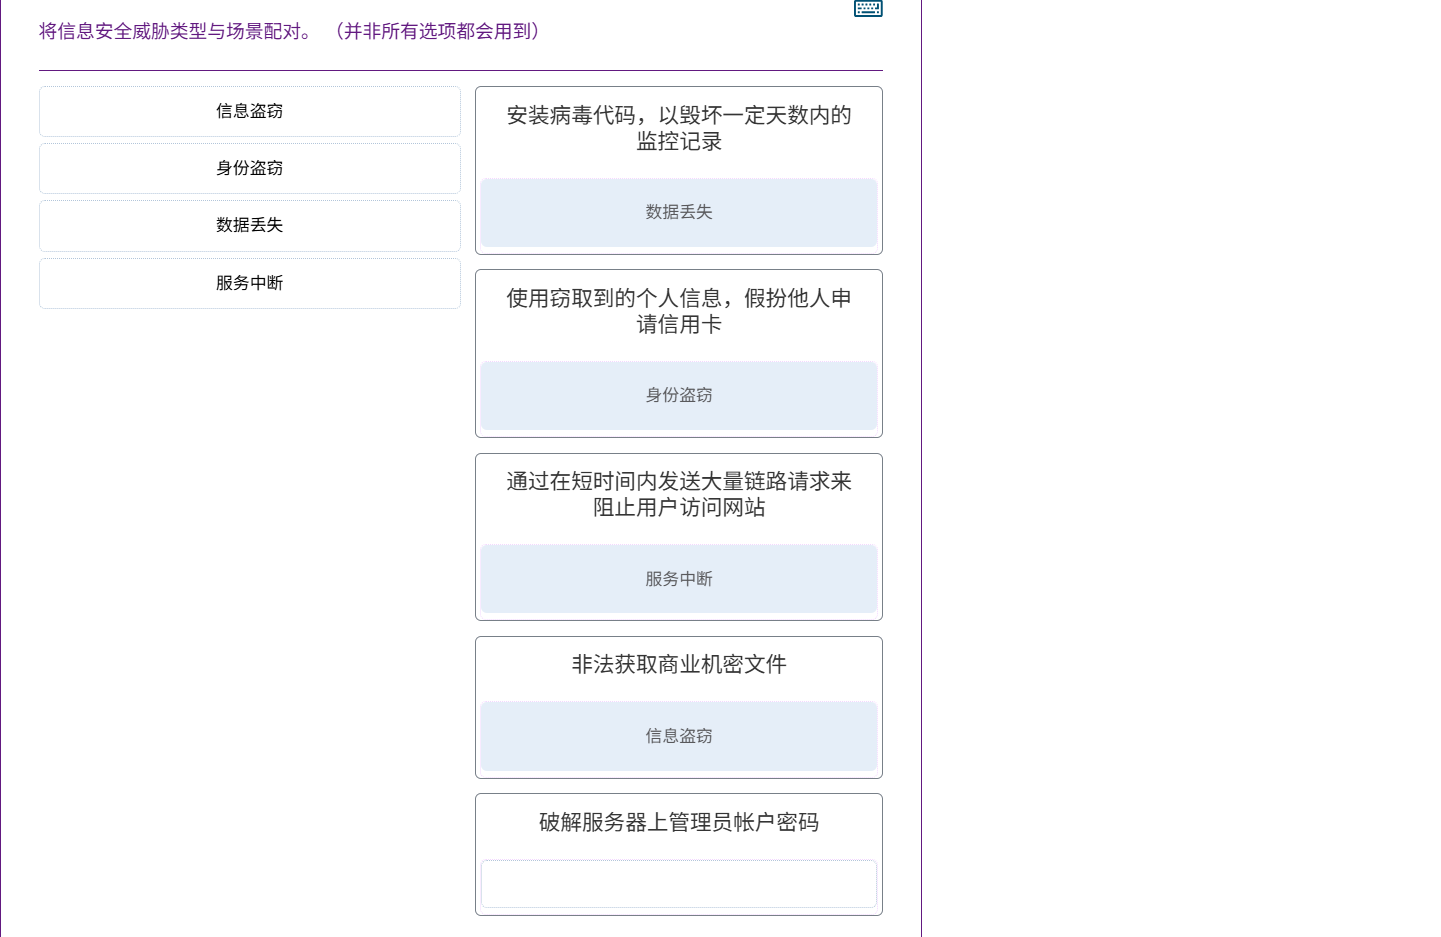 将信息安全威胁类型与场景配对。 （并非所有选项都会用到）
信息盗窃
身份盗窃
数据丢失
服务中断
安装病毒代码，以毁坏一定天数内的
监控记录
数据丢失
使用窃取到的个人信息，假扮他人申
请信用卡
身份盗窃
通过在短时间内发送大量链路请求来
阻止用户访问网站
服务中断
非法获取商业机密文件
信息盗窃
破解服务器上管理员帐户密码